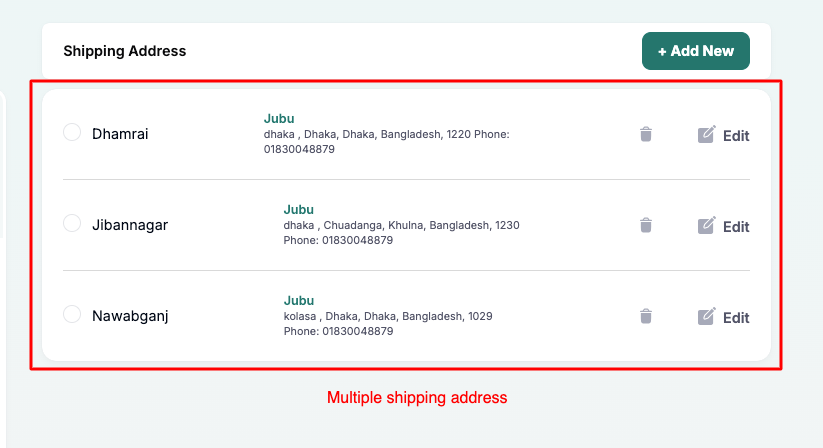 Shipping Address
+ Add New
Dhamrai
Jubu
dhaka , Dhaka, Dhaka, Bangladesh, 1220 Phone:
01830048879
Edit
Jibannagar
Jubu
dhaka , Chuadanga, Khulna, Bangladesh, 1230
Phone: 01830048879
Edit
Nawabganj
Jubu
kolasa , Dhaka, Dhaka, Bangladesh, 1029
Phone: 01830048879
Edit
Multiple shipping address